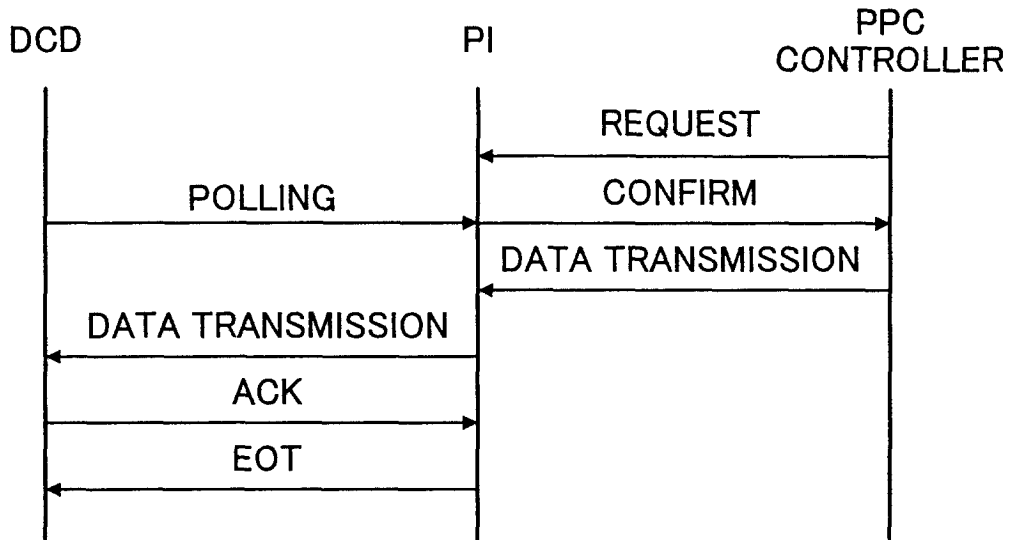 DCD
PI
PPC
CONTROLLER
REQUEST
POLLING
CONFIRM
DATA TRANSMISSION
DATA TRANSMISSION
ACK
EOT